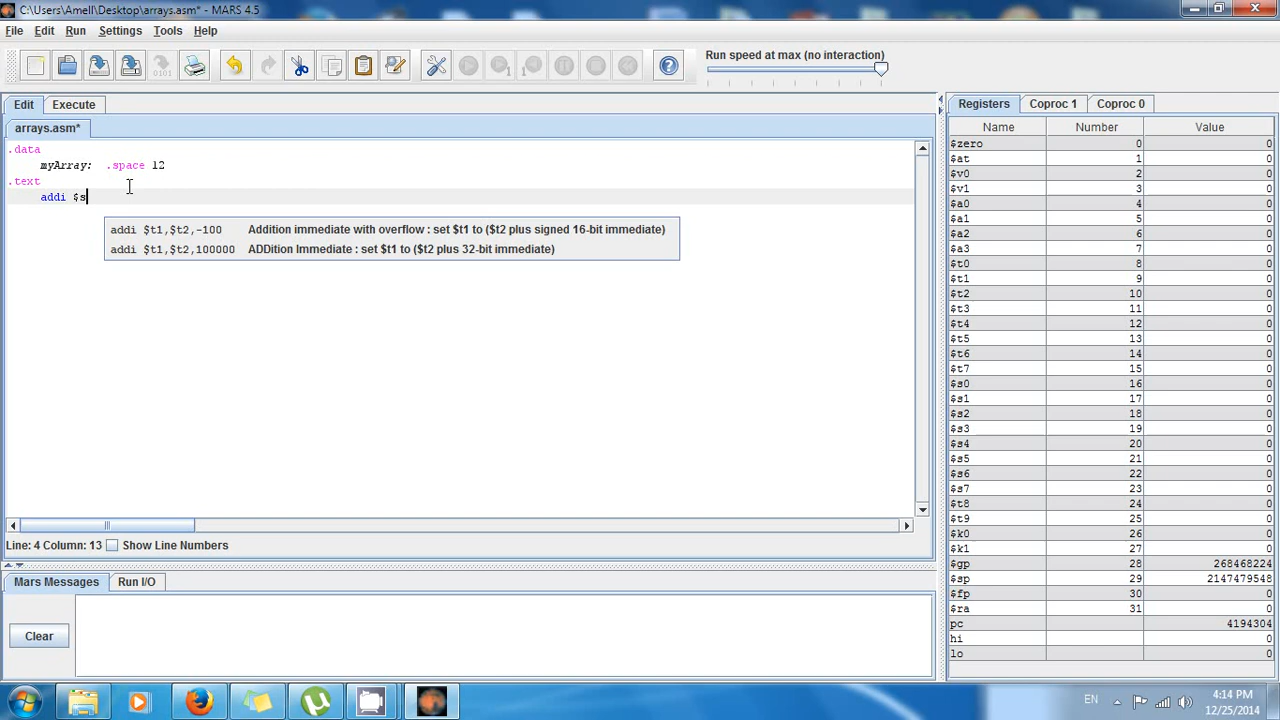 C:\Users\Amell\Desktop\arrays.asm* - MARS 4.5
File Edit Run Settings Tools Help
Run speed at max (no interaction)
Edit Execute
arrays.asm*
.data
myArray: .space 12
.text
addi $s
addi $t1,$t2,-100 Addition immediate with overflow : set $t1 to ($t2 plus signed 16-bit immediate)
addi $t1,$t2,100000 ADDition Immediate : set $t1 to ($t2 plus 32-bit immediate)
Line: 4 Column: 13 Show Line Numbers
Mars Messages Run I/O
Clear
Registers Coproc 1 Coproc 0
Name Number Value
$zero 0 0
$at 1 0
$v0 2 0
$v1 3 0
$a0 4 0
$a1 5 0
$a2 6 0
$a3 7 0
$t0 8 0
$t1 9 0
$t2 10 0
$t3 11 0
$t4 12 0
$t5 13 0
$t6 14 0
$t7 15 0
$s0 16 0
$s1 17 0
$s2 18 0
$s3 19 0
$s4 20 0
$s5 21 0
$s6 22 0
$s7 23 0
$t8 24 0
$t9 25 0
$k0 26 0
$k1 27 0
$gp 28 268468224
$sp 29 2147479548
$fp 30 0
$ra 31 0
pc 4194304
hi 0
lo 0
EN
4:14 PM
12/25/2014